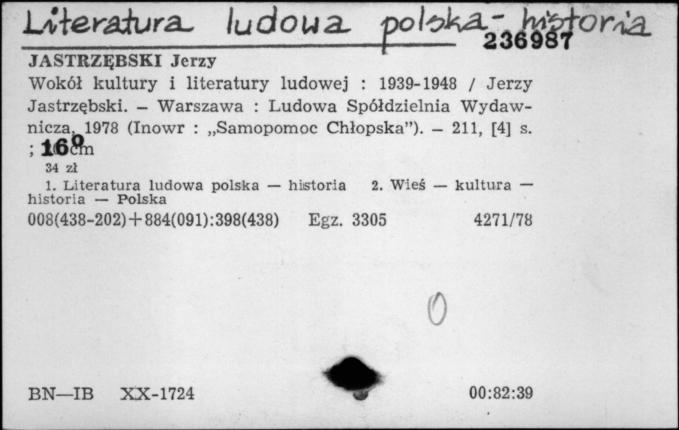 Literatura ludowa polska - historia
236987
JASTRZĘBSKI Jerzy
Wokół kultury i literatury ludowej : 1939-1948 / Jerzy
Jastrzębski. — Warszawa : Ludowa Spółdzielnia Wydaw-
nicza, 1978 (Inowr : „Samopomoc Chłopska”). — 211, [4] s.
; 16° cm
34 zł
1. Literatura ludowa polska — historia 2. Wieś — kultura —
historia — Polska
008(438-202)+884(091):398(438) Egz. 3305 4271/78
0
BN—IB XX-1724 00:82:39